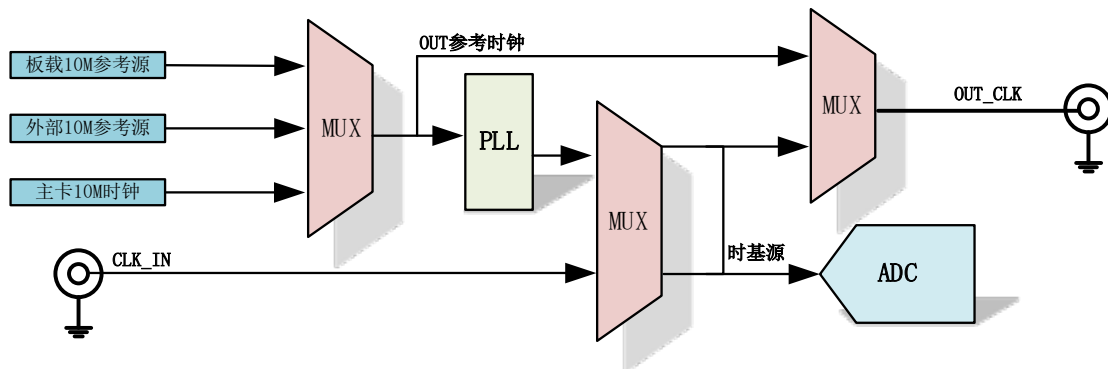 板载10M参考源
外部10M参考源
主卡10M时钟
MUX
OUT参考时钟
PLL
MUX
MUX
OUT_CLK
CLK_IN
时基源
ADC